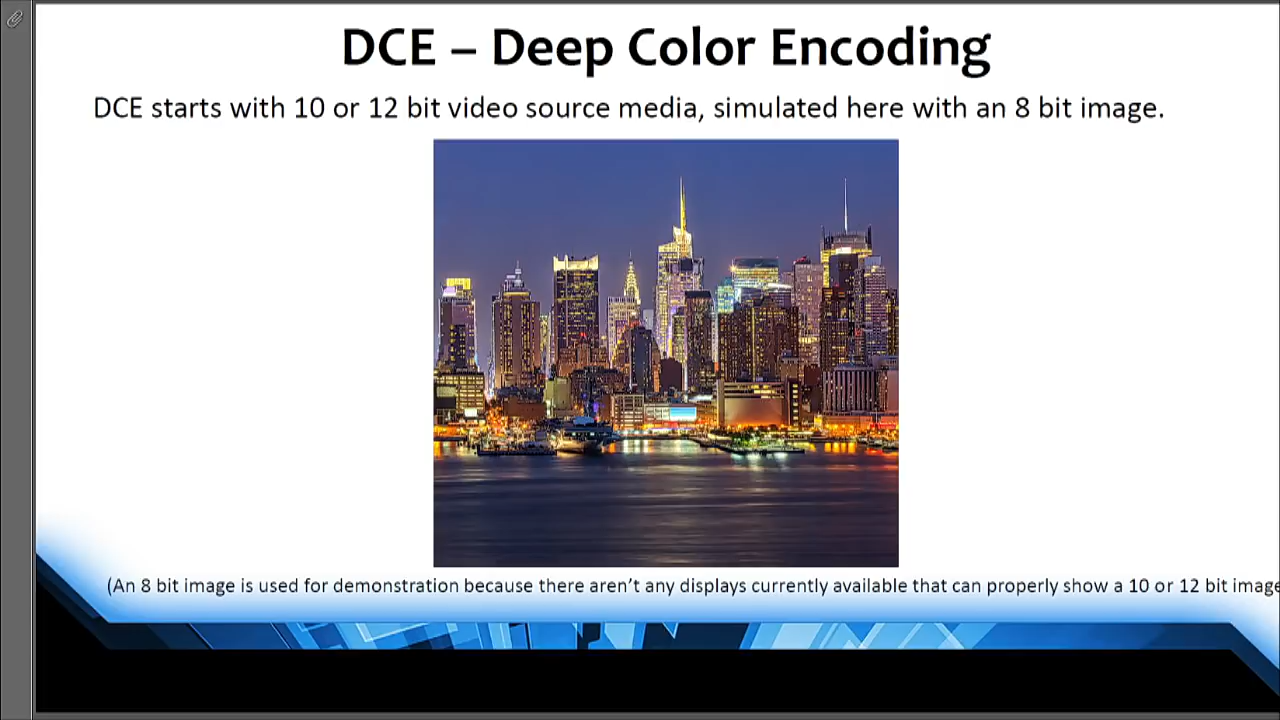 DCE – Deep Color Encoding
DCE starts with 10 or 12 bit video source media, simulated here with an 8 bit image.
(An 8 bit image is used for demonstration because there aren’t any displays currently available that can properly show a 10 or 12 bit image